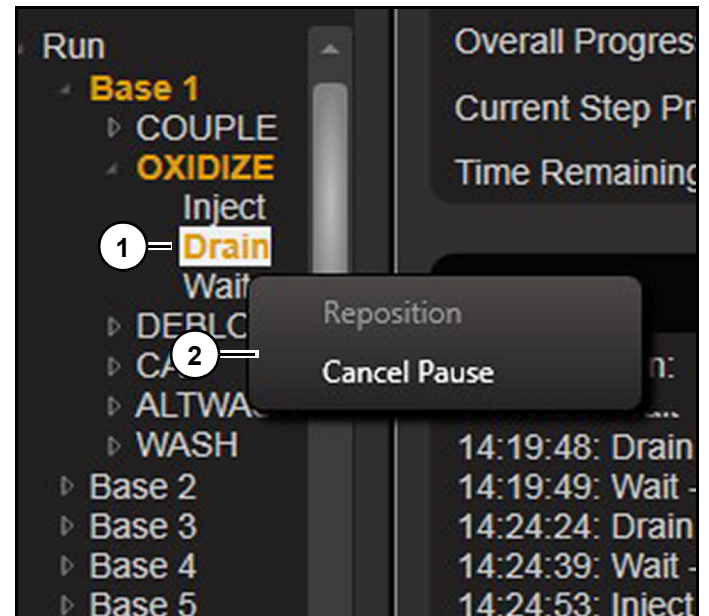 Run
Base 1
COUPLE
OXIDIZE
Inject
1
Drain
Wait
2
ALTWA
WASH
Base 2
Base 3
Base 4
Base 5
Reposition
Cancel Pause
Overall Progres
Current Step Pr
Time Remaining
14:19:48: Drain
14:19:49: Wait -
14:24:24: Drain
14:24:39: Wait -
14:24:53: Inject